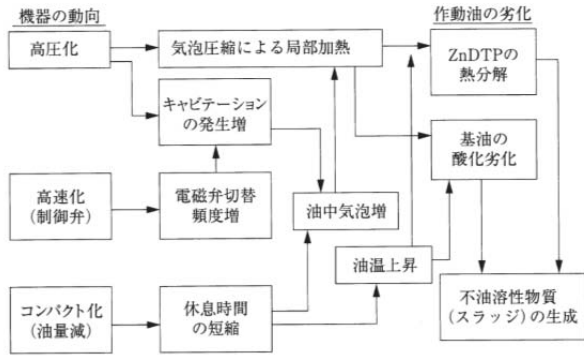 機器の動向
作動油の劣化
高圧化
気泡圧縮による局部加熱
ZnDTPの
熱分解
キャビテーション
の発生増
基油の
酸化劣化
高速化
(制御弁)
電磁弁切替
頻度増
油中気泡増
油温上昇
コンパクト化
(油量減)
休息時間
の短縮
不油溶性物質
(スラッジ)の生成